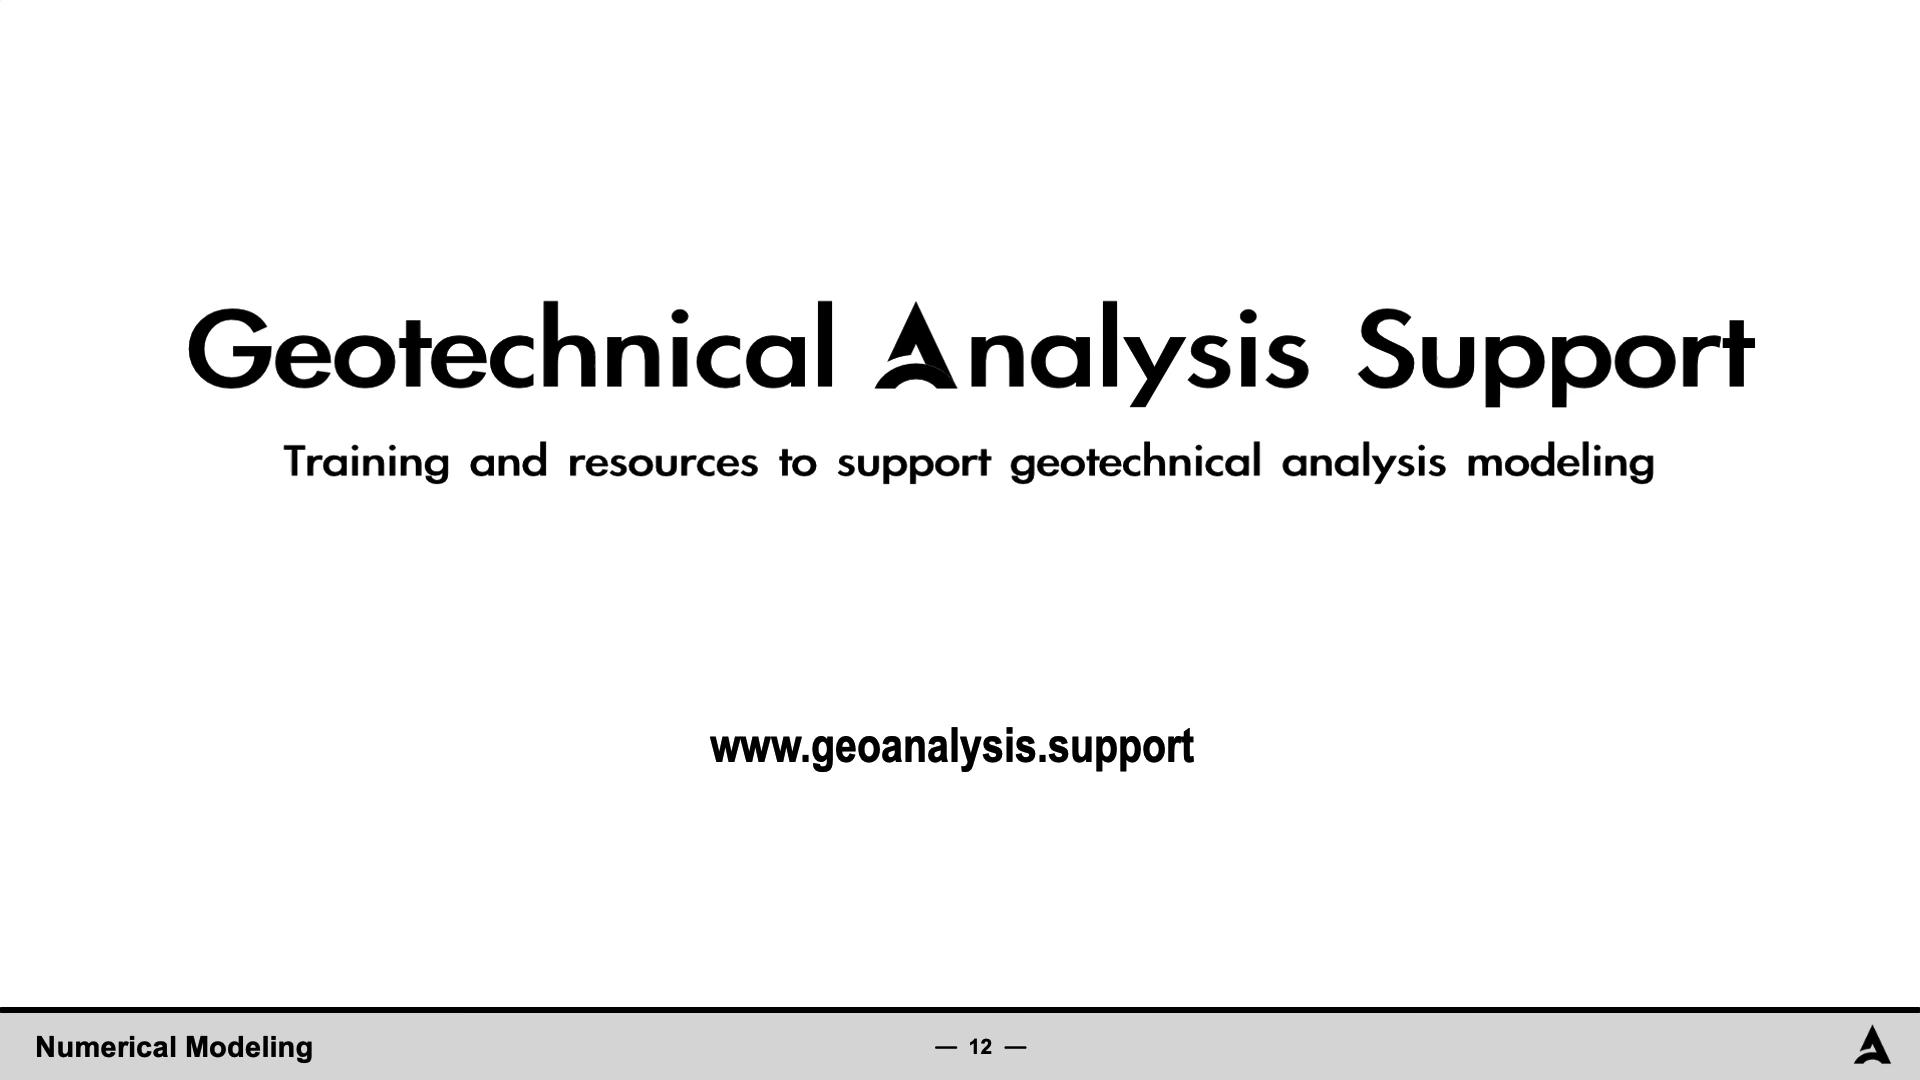 Geotechnical Analysis Support
Training and resources to support geotechnical analysis modeling
www.geoanalysis.support
Numerical Modeling
— 12 —